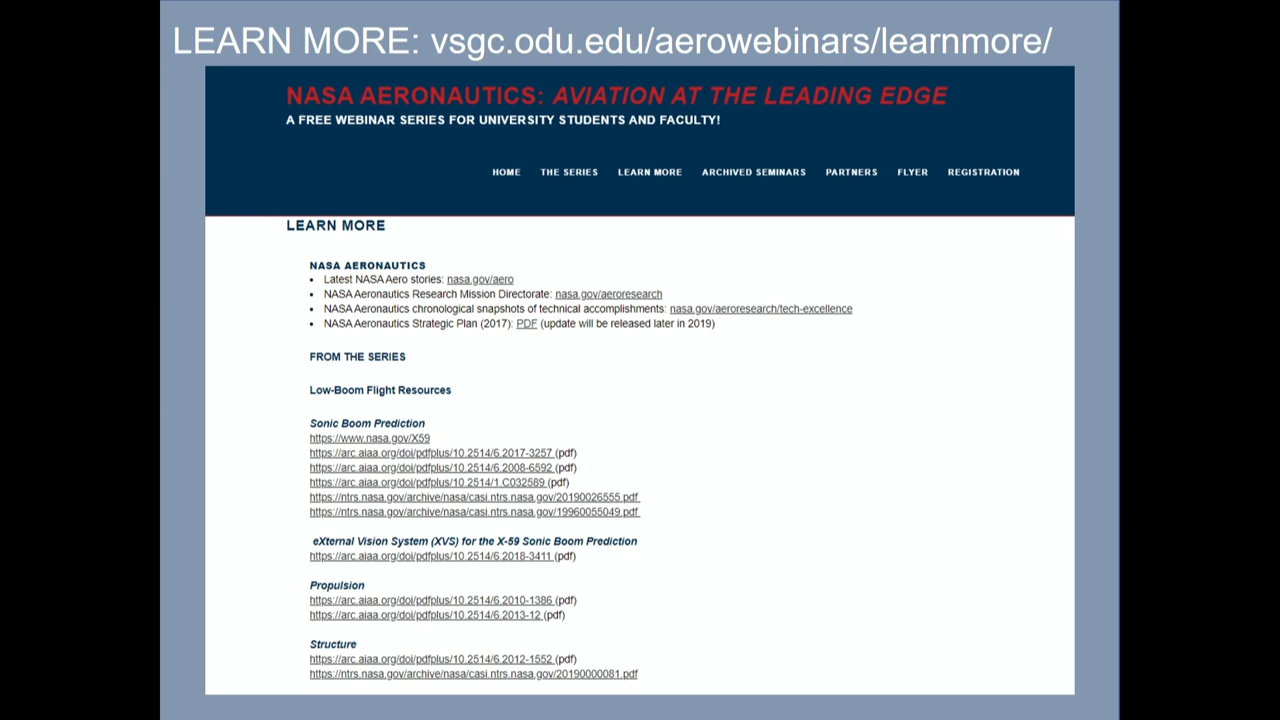 LEARN MORE: vsgc.odu.edu/aerowebinars/learnmore/
NASA AERONAUTICS: AVIATION AT THE LEADING EDGE
A FREE WEBINAR SERIES FOR UNIVERSITY STUDENTS AND FACULTY!
HOME THE SERIES LEARN MORE ARCHIVED SEMINARS PARTNERS FLYER REGISTRATION
LEARN MORE
NASA AERONAUTICS
• Latest NASA Aero stories: nasa.gov/aero
• NASA Aeronautics Research Mission Directorate: nasa.gov/aeroresearch
• NASA Aeronautics chronological snapshots of technical accomplishments: nasa.gov/aeroresearch/tech-excellence
• NASA Aeronautics Strategic Plan (2017): PDF (update will be released later in 2019)
FROM THE SERIES
Low-Boom Flight Resources
Sonic Boom Prediction
https://www.nasa.gov/X59
https://arc.aiaa.org/doi/pdfplus/10.2514/6.2017-3257 (pdf)
https://arc.aiaa.org/doi/pdfplus/10.2514/6.2008-6592 (pdf)
https://arc.aiaa.org/doi/pdfplus/10.2514/1.C032589 (pdf)
https://ntrs.nasa.gov/archive/nasa/casi.ntrs.nasa.gov/20190026555.pdf
https://ntrs.nasa.gov/archive/nasa/casi.ntrs.nasa.gov/19960055049.pdf
eXternal Vision System (XVS) for the X-59 Sonic Boom Prediction
https://arc.aiaa.org/doi/pdfplus/10.2514/6.2018-3411 (pdf)
Propulsion
https://arc.aiaa.org/doi/pdfplus/10.2514/6.2010-1386 (pdf)
https://arc.aiaa.org/doi/pdfplus/10.2514/6.2013-12 (pdf)
Structure
https://arc.aiaa.org/doi/pdfplus/10.2514/6.2012-1552 (pdf)
https://ntrs.nasa.gov/archive/nasa/casi.ntrs.nasa.gov/20190000081.pdf